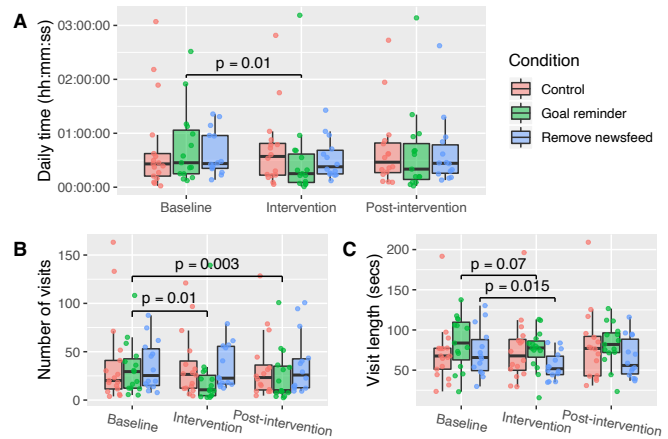 A
Daily time (hh:mm:ss)
03:00:00
02:00:00
01:00:00
00:00:00
p = 0.01
Baseline
Intervention
Post-intervention
Condition
Control
Goal reminder
Remove newsfeed
B
Number of visits
150
100
50
0
p = 0.003
p = 0.01
Baseline
Intervention
Post-intervention
C
Visit length (secs)
200
150
100
50
p = 0.07
p = 0.015
Baseline
Intervention
Post-intervention